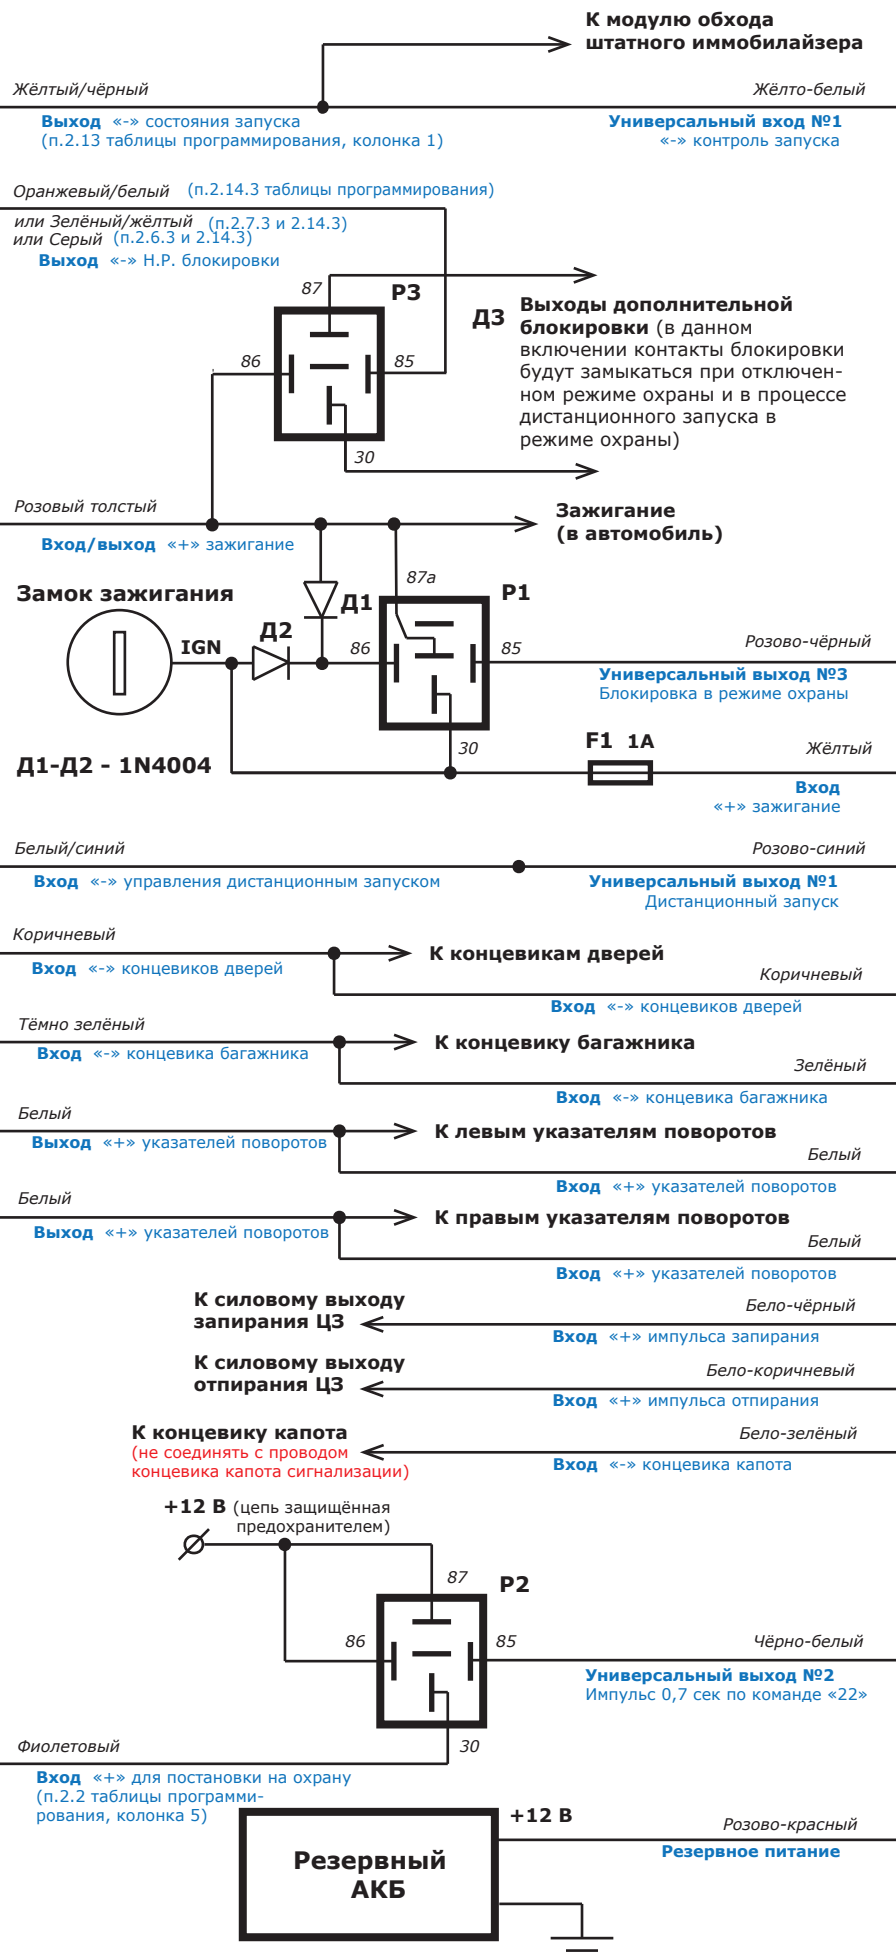 К модулю обхода
штатного иммобилайзера
Жёлтый/чёрный
Жёлто-белый
Выход «-» состояния запуска
(п.2.13 таблицы программирования, колонка 1)
Универсальный вход №1
«-» контроль запуска
Оранжевый/белый (п.2.14.3 таблицы программирования)
или Зелёный/жёлтый (п.2.7.3 и 2.14.3)
или Серый (п.2.6.3 и 2.14.3)
Выход «-» Н.Р. блокировки
87
Р3
86
85
30
Д3
Выходы дополнительной
блокировки (в данном
включении контакты блокировки
будут замыкаться при отключен-
ном режиме охраны и в процессе
дистанционного запуска в
режиме охраны)
Розовый толстый
Вход/выход «+» зажигание
Зажигание
(в автомобиль)
Замок зажигания
IGN
Д2
Д1
87а
Р1
86
85
30
Розово-чёрный
Универсальный выход №3
Блокировка в режиме охраны
Д1-Д2 - 1N4004
F1 1А
Жёлтый
Вход
«+» зажигание
Белый/синий
Розово-синий
Вход «-» управления дистанционным запуском
Универсальный выход №1
Дистанционный запуск
Коричневый
Вход «-» концевиков дверей
К концевикам дверей
Коричневый
Вход «-» концевиков дверей
Тёмно зелёный
Вход «-» концевика багажника
К концевику багажника
Зелёный
Вход «-» концевика багажника
Белый
Выход «+» указателей поворотов
К левым указателям поворотов
Белый
Вход «+» указателей поворотов
Белый
Выход «+» указателей поворотов
К правым указателям поворотов
Белый
Вход «+» указателей поворотов
К силовому выходу
запирания ЦЗ
Бело-чёрный
Вход «+» импульса запирания
К силовому выходу
отпирания ЦЗ
Бело-коричневый
Вход «+» импульса отпирания
К концевику капота
(не соединять с проводом
концевика капота сигнализации)
Бело-зелёный
Вход «-» концевика капота
+12 В (цепь защищённая
предохранителем)
87
Р2
86
85
30
Чёрно-белый
Универсальный выход №2
Импульс 0,7 сек по команде «22»
Фиолетовый
Вход «+» для постановки на охрану
(п.2.2 таблицы программи-
рования, колонка 5)
+12 В
Розово-красный
Резервное питание
Резервный
АКБ